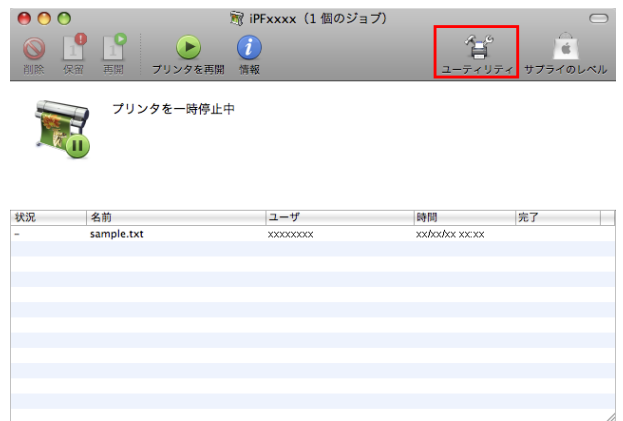 iPFxxxx（1 個のジョブ）
削除 保留 再開 プリンタを再開 情報 ユーティリティ サプライのレベル
プリンタを一時停止中
状況 名前 ユーザ 時間 完了
– sample.txt xxxxxxxx xx/xx/xx xx:xx